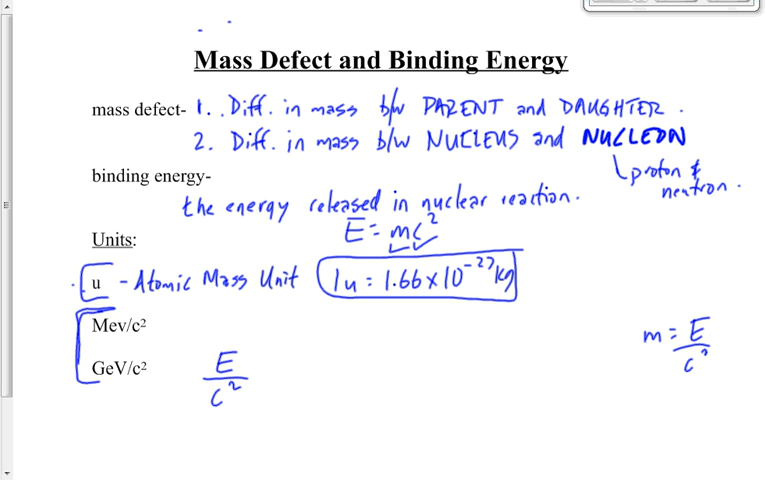 Mass Defect and Binding Energy
mass defect- 1. Diff. in mass b/w PARENT and DAUGHTER.
2. Diff. in mass b/w NUCLEUS and NUCLEON
proton &
neutron.
binding energy-
the energy released in nuclear reaction.
E = mc²
Units:
u - Atomic Mass Unit 1u = 1.66 x 10⁻²⁷ kg
Mev/c²
m = E/c²
GeV/c² E/c²